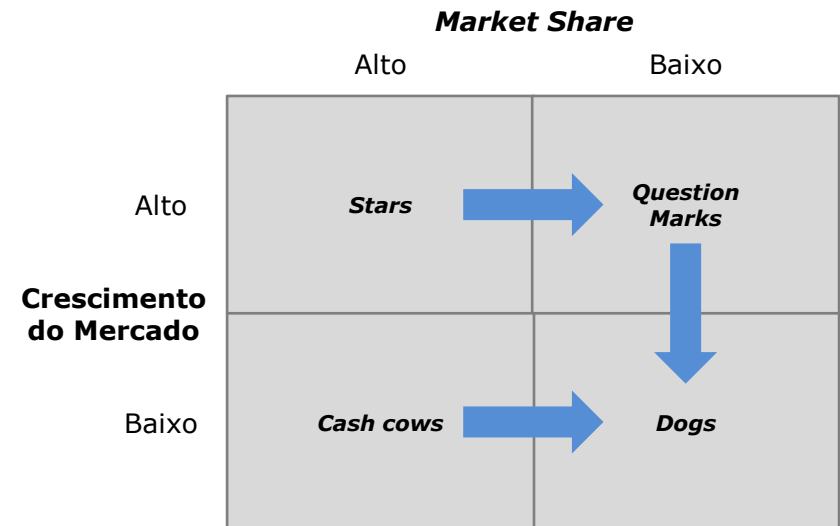 Market Share
Alto
Baixo
Alto
Stars
Question
Marks
Crescimento
do Mercado
Baixo
Cash cows
Dogs